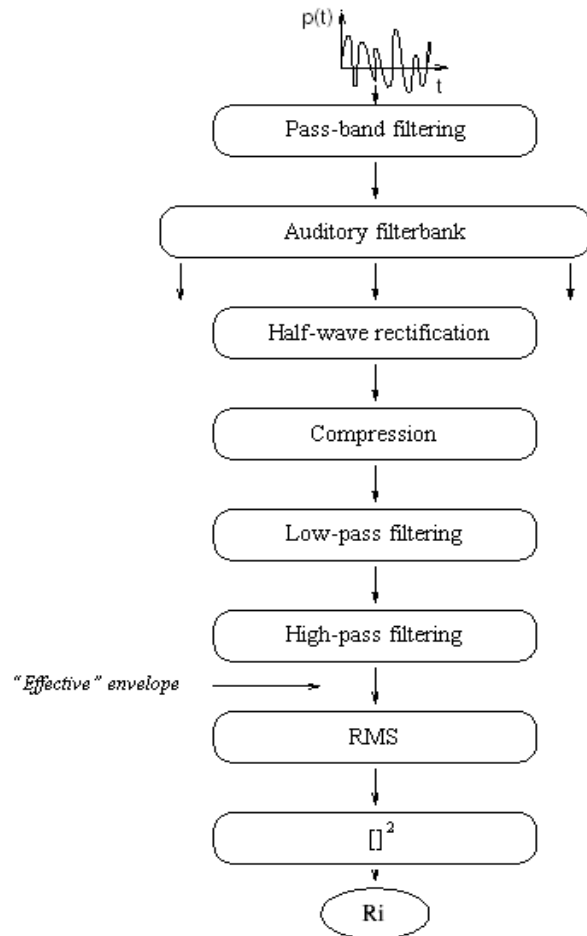 p(t)
t
Pass-band filtering
Auditory filterbank
Half-wave rectification
Compression
Low-pass filtering
High-pass filtering
"Effective" envelope
RMS
[]²
Ri